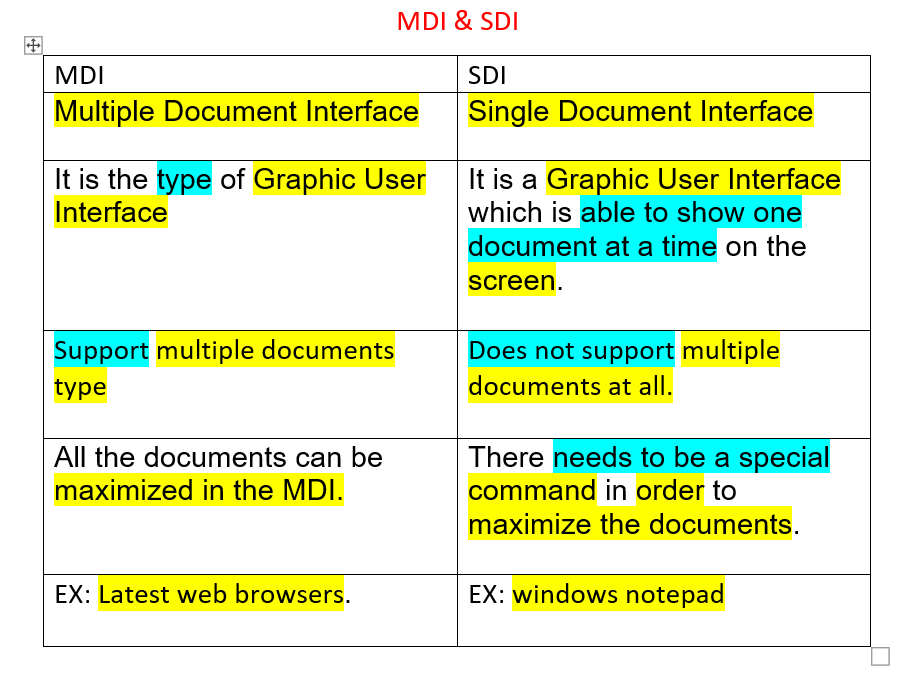 MDI & SDI
MDI
SDI
Multiple Document Interface
Single Document Interface
It is the type of Graphic User
Interface
It is a Graphic User Interface
which is able to show one
document at a time on the
screen.
Support multiple documents
type
Does not support multiple
documents at all.
All the documents can be
maximized in the MDI.
There needs to be a special
command in order to
maximize the documents.
EX: Latest web browsers.
EX: windows notepad